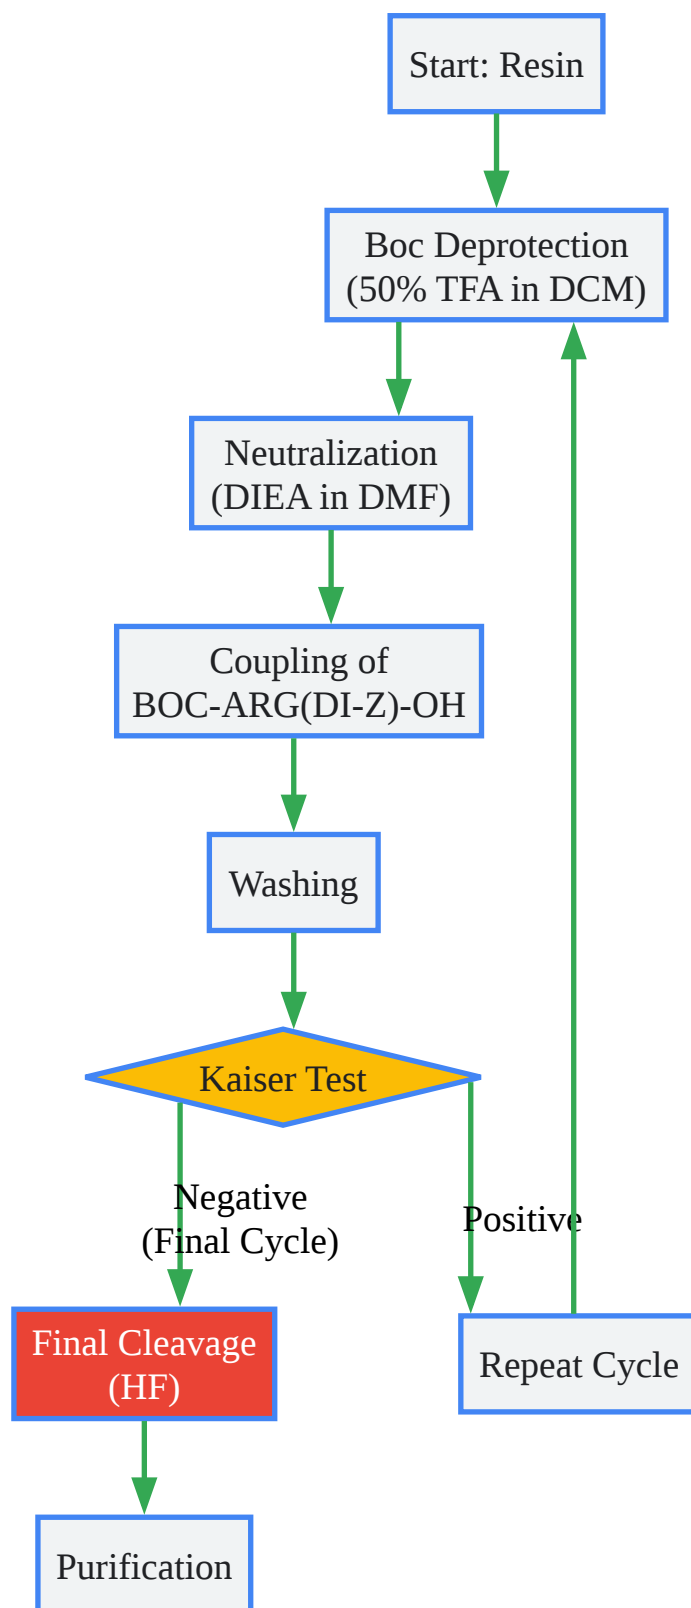 Start: Resin
Boc Deprotection
(50% TFA in DCM)
Neutralization
(DIEA in DMF)
Coupling of
BOC-ARG(DI-Z)-OH
Washing
Kaiser Test
Negative
(Final Cycle)
Positive
Final Cleavage
(HF)
Repeat Cycle
Purification